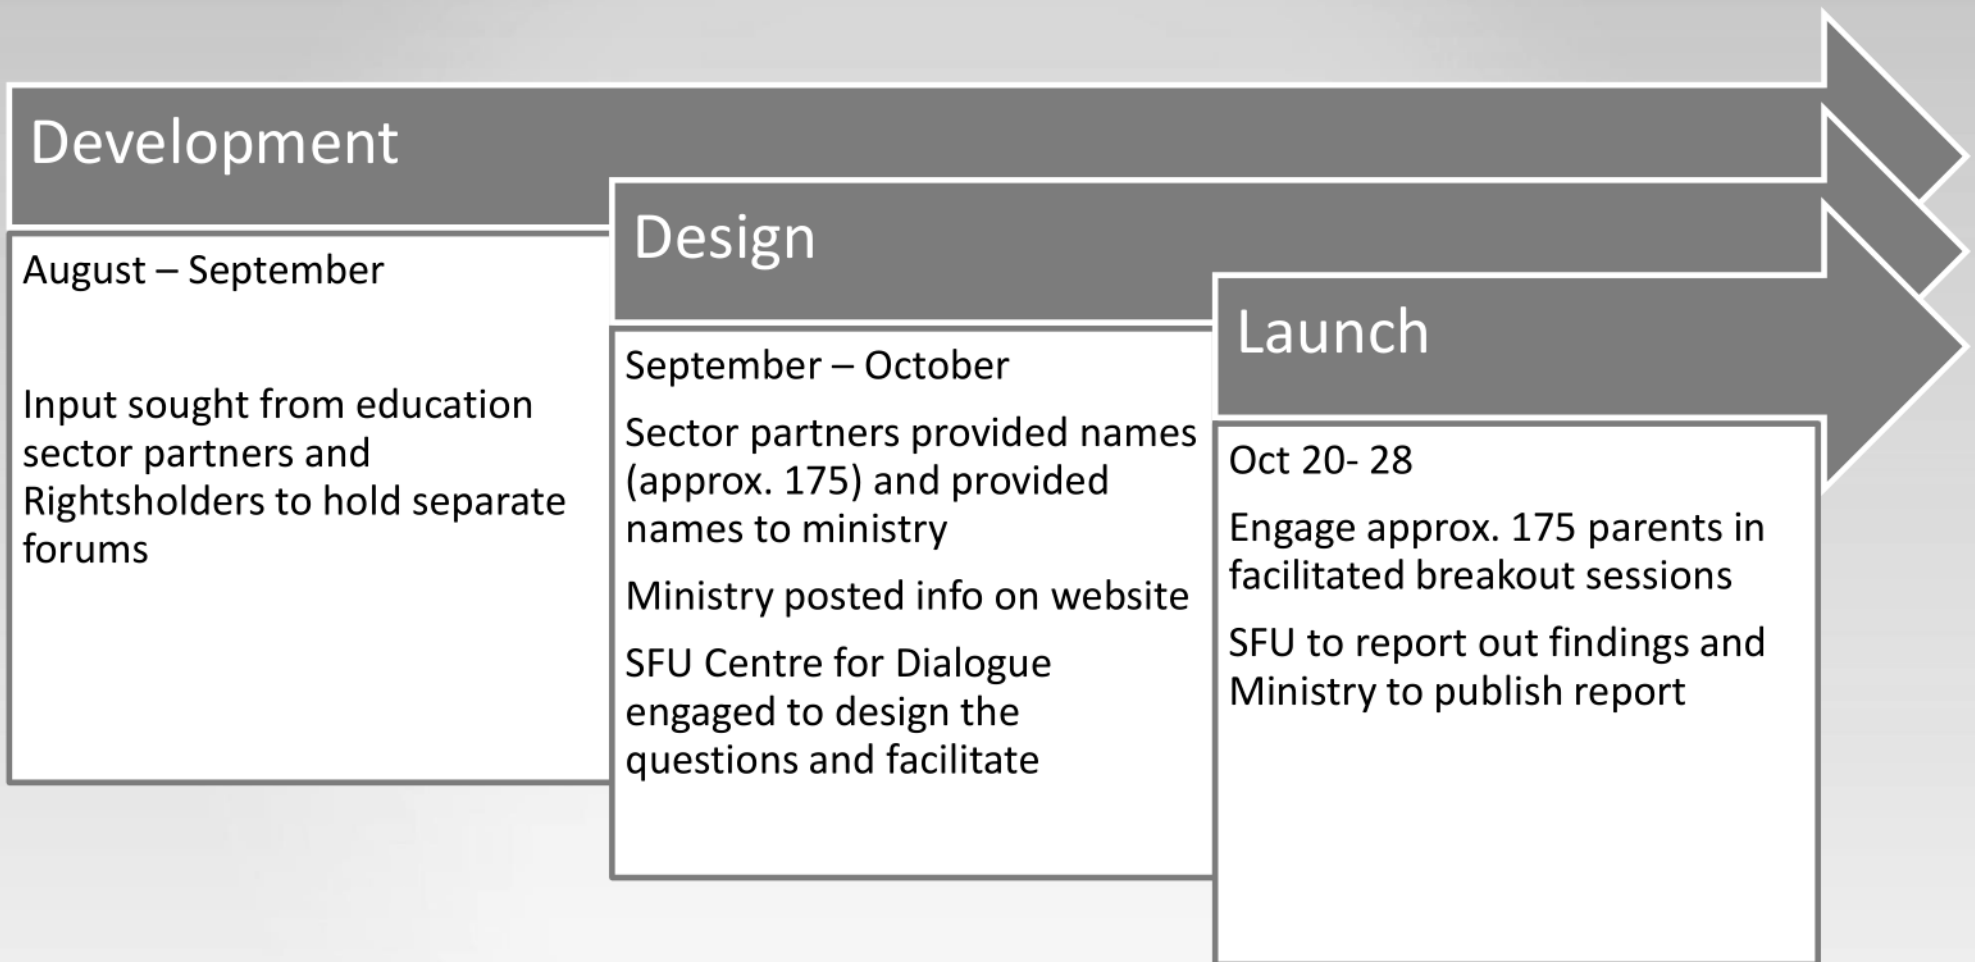 Development
August – September
Input sought from education
sector partners and
Rightsholders to hold separate
forums
Design
September – October
Sector partners provided names
(approx. 175) and provided
names to ministry
Ministry posted info on website
SFU Centre for Dialogue
engaged to design the
questions and facilitate
Launch
Oct 20- 28
Engage approx. 175 parents in
facilitated breakout sessions
SFU to report out findings and
Ministry to publish report